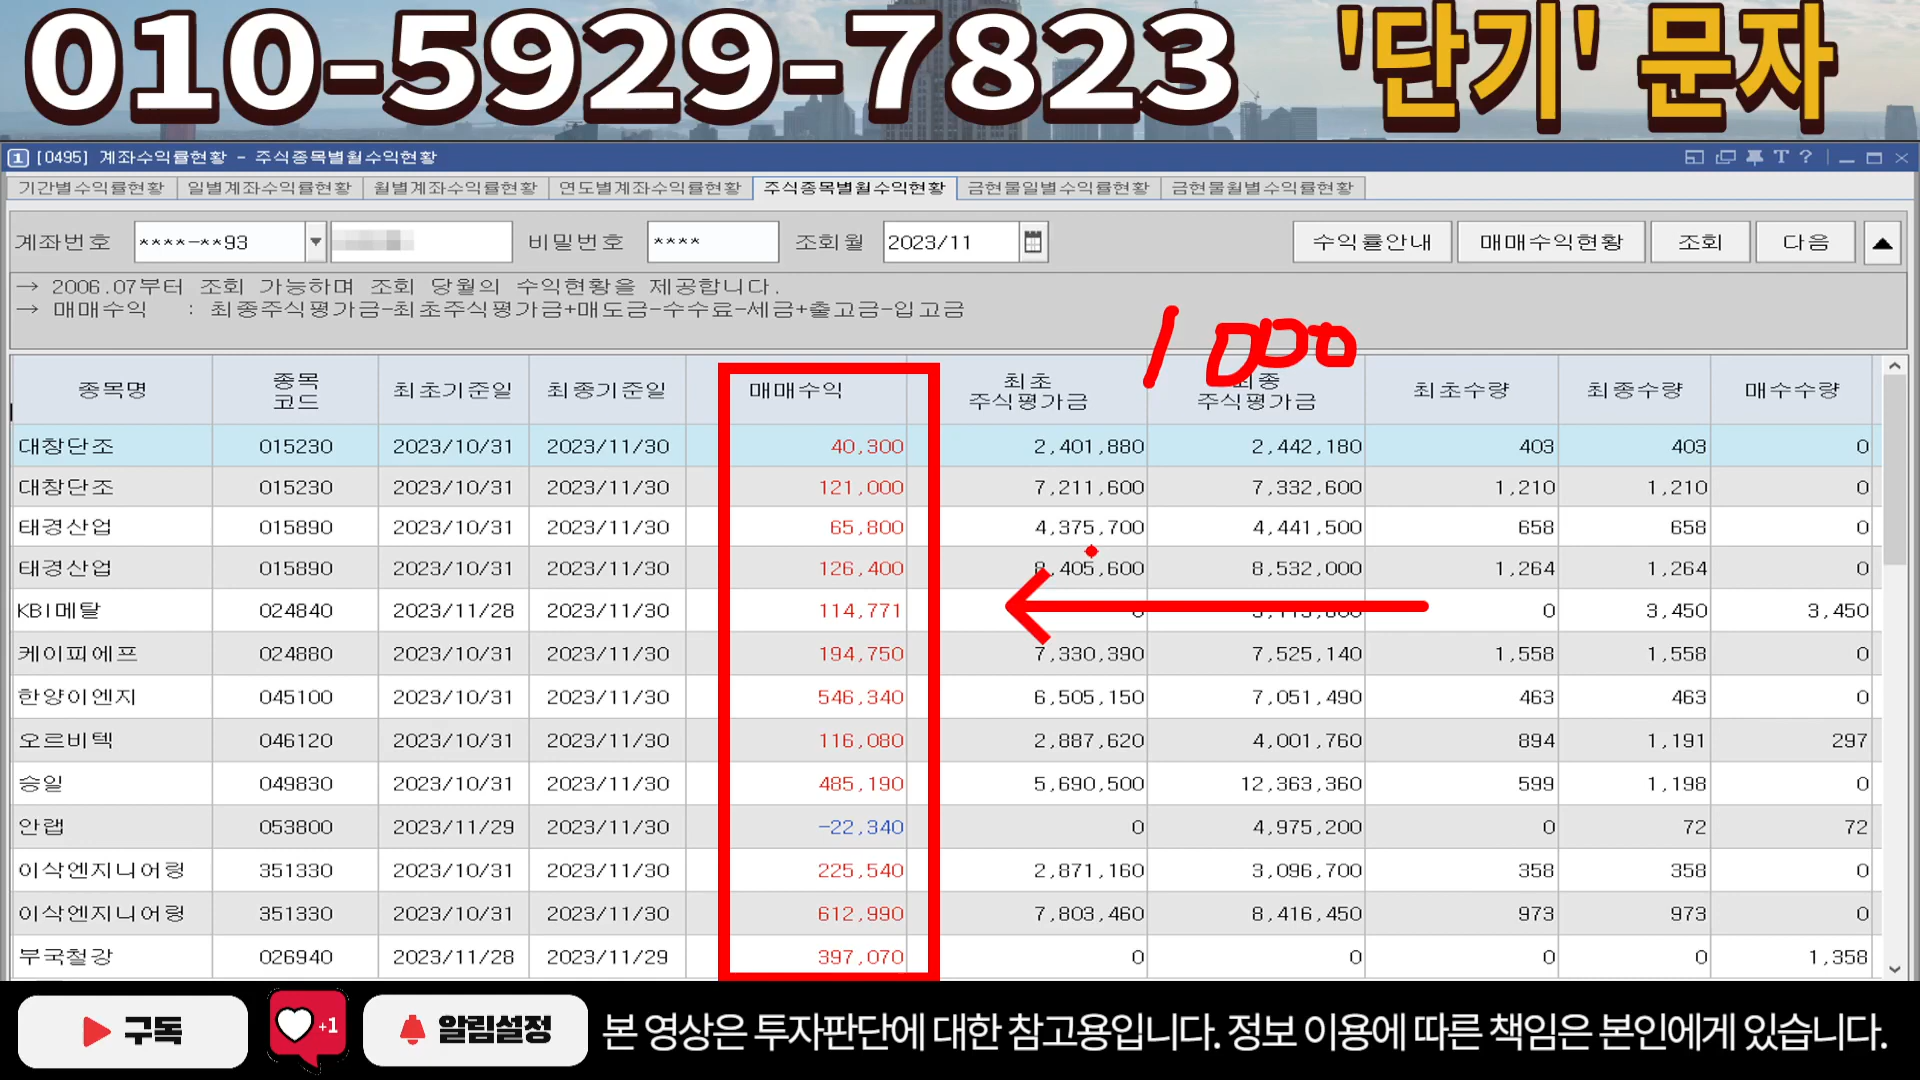 010-5929-7823 '단기' 문자
1 [0495] 계좌수익률현황 - 주식종목별월수익현황
기간별수익률현황 일별계좌수익률현황 월별계좌수익률현황 연도별계좌수익률현황 주식종목별월수익현황 금현물일별수익률현황 금현물월별수익률현황
계좌번호 ****-**93 비밀번호 **** 조회월 2023/11 수익률안내 매매수익현황 조회 다음
→ 2006.07부터 조회 가능하며 조회 당월의 수익현황을 제공합니다.
→ 매매수익 : 최종주식평가금-최초주식평가금+매도금-수수료-세금+출고금-입고금
1000
종목명 종목코드 최초기준일 최종기준일 매매수익 최초주식평가금 최종주식평가금 최초수량 최종수량 매수수량
대창단조 015230 2023/10/31 2023/11/30 40,300 2,401,880 2,442,180 403 403 0
대창단조 015230 2023/10/31 2023/11/30 121,000 7,211,600 7,332,600 1,210 1,210 0
태경산업 015890 2023/10/31 2023/11/30 65,800 4,375,700 4,441,500 658 658 0
태경산업 015890 2023/10/31 2023/11/30 126,400 8,405,600 8,532,000 1,264 1,264 0
KBI메탈 024840 2023/11/28 2023/11/30 114,771 0 0 3,450 3,450
케이피에프 024880 2023/10/31 2023/11/30 194,750 7,330,390 7,525,140 1,558 1,558 0
한양이엔지 045100 2023/10/31 2023/11/30 546,340 6,505,150 7,051,490 463 463 0
오르비텍 046120 2023/10/31 2023/11/30 116,080 2,887,620 4,001,760 894 1,191 297
승일 049830 2023/10/31 2023/11/30 485,190 5,690,500 12,363,360 599 1,198 0
안랩 053800 2023/11/29 2023/11/30 -22,340 0 4,975,200 0 72 72
이삭엔지니어링 351330 2023/10/31 2023/11/30 225,540 2,871,160 3,096,700 358 358 0
이삭엔지니어링 351330 2023/10/31 2023/11/30 612,990 7,803,460 8,416,450 973 973 0
부국철강 026940 2023/11/28 2023/11/29 397,070 0 0 0 0 1,358
구독 +1 알림설정 본 영상은 투자판단에 대한 참고용입니다. 정보 이용에 따른 책임은 본인에게 있습니다.